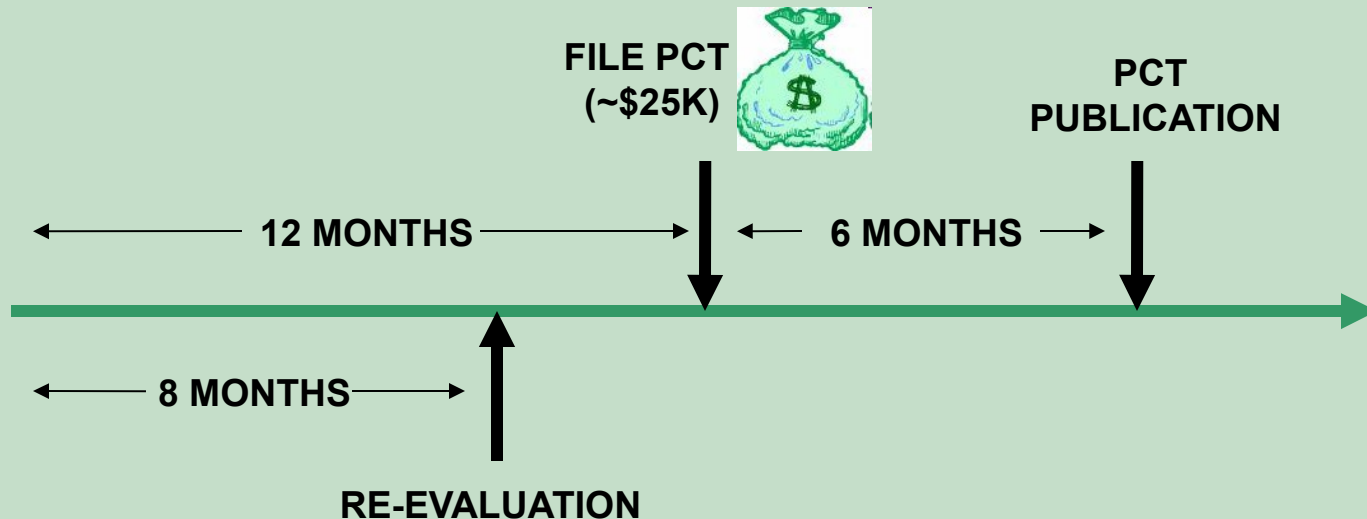 FILE PCT
(~$25K)
$
PCT
PUBLICATION
12 MONTHS
6 MONTHS
8 MONTHS
RE-EVALUATION